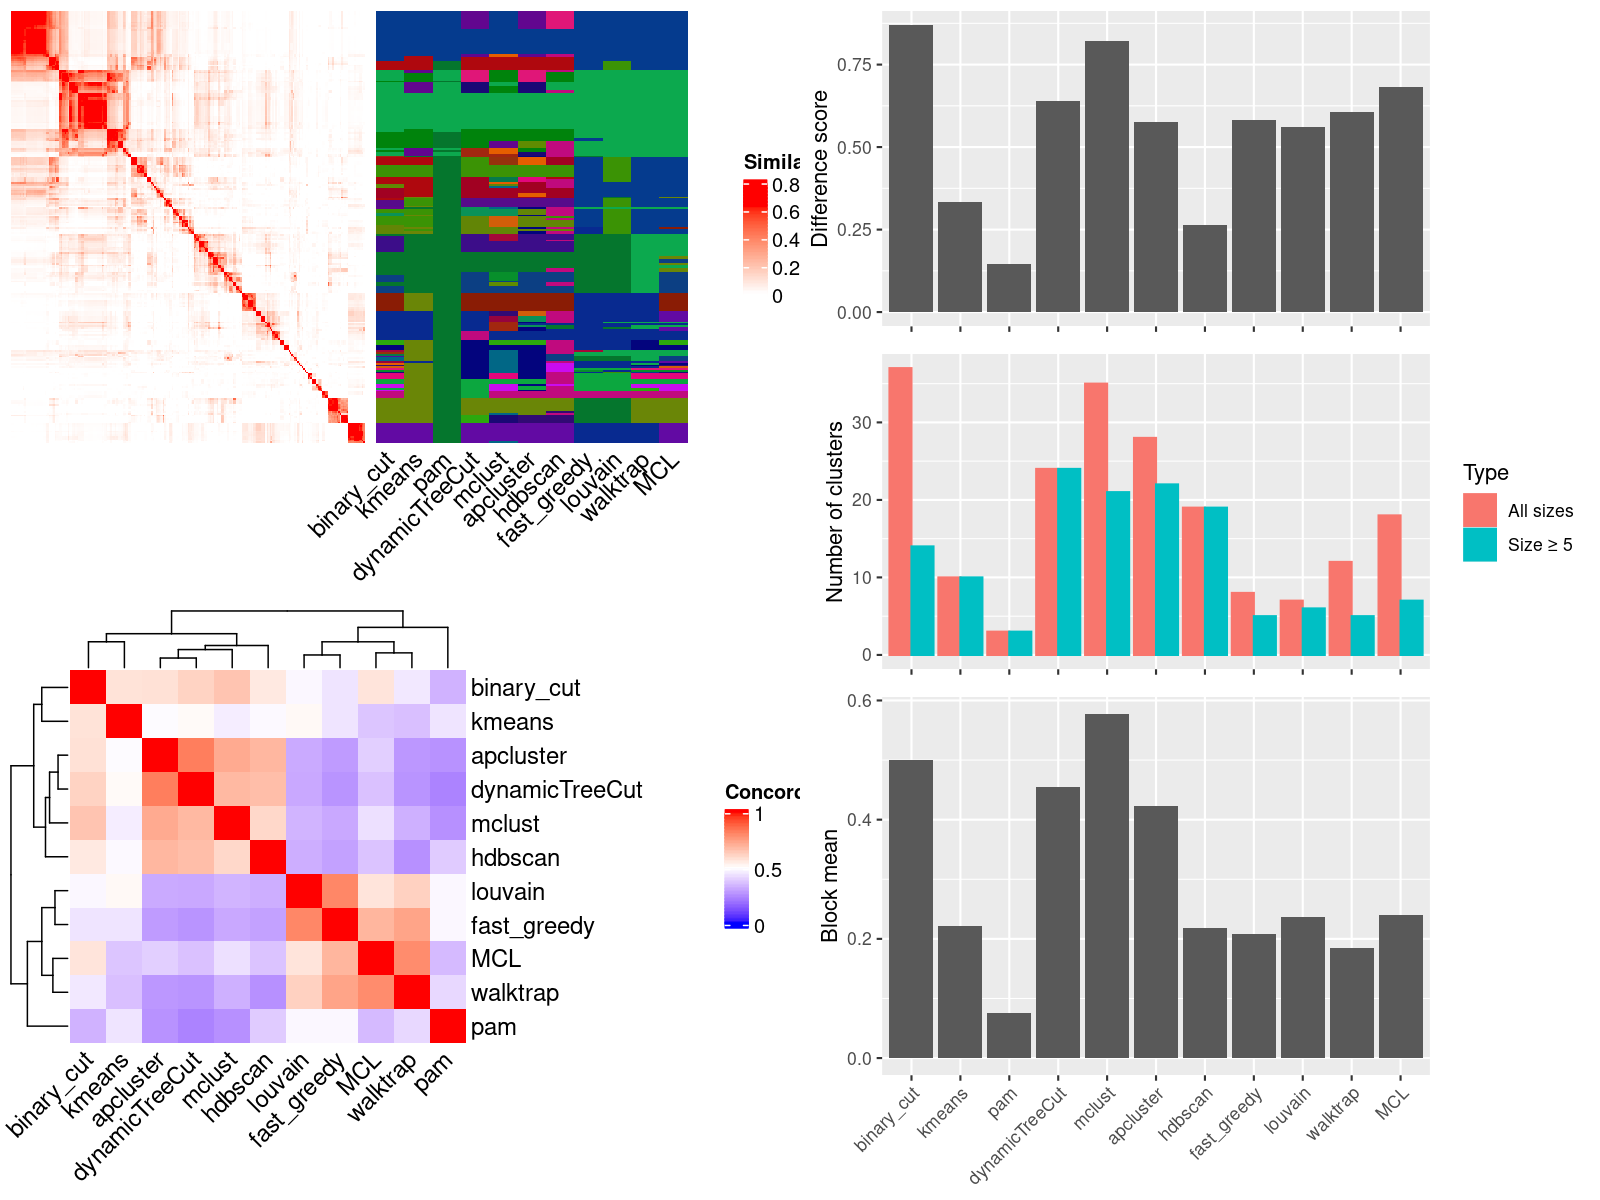 Simila
0.8
0.6
0.4
0.2
0
binary_cut
kmeans
pam
dynamicTreeCut
mclust
apcluster
hdbscan
fast_greedy
louvain
walktrap
MCL
binary_cut
kmeans
apcluster
dynamicTreeCut
mclust
hdbscan
louvain
fast_greedy
MCL
walktrap
pam
binary_cut
kmeans
apcluster
dynamicTreeCut
mclust
hdbscan
louvain
fast_greedy
MCL
walktrap
pam
Concord
1
0.5
0
Difference score
0.75
0.50
0.25
0.00
Number of clusters
30
20
10
0
Type
All sizes
Size ≥ 5
Block mean
0.6
0.4
0.2
0.0
binary_cut
kmeans
pam
dynamicTreeCut
mclust
apcluster
hdbscan
fast_greedy
louvain
walktrap
MCL